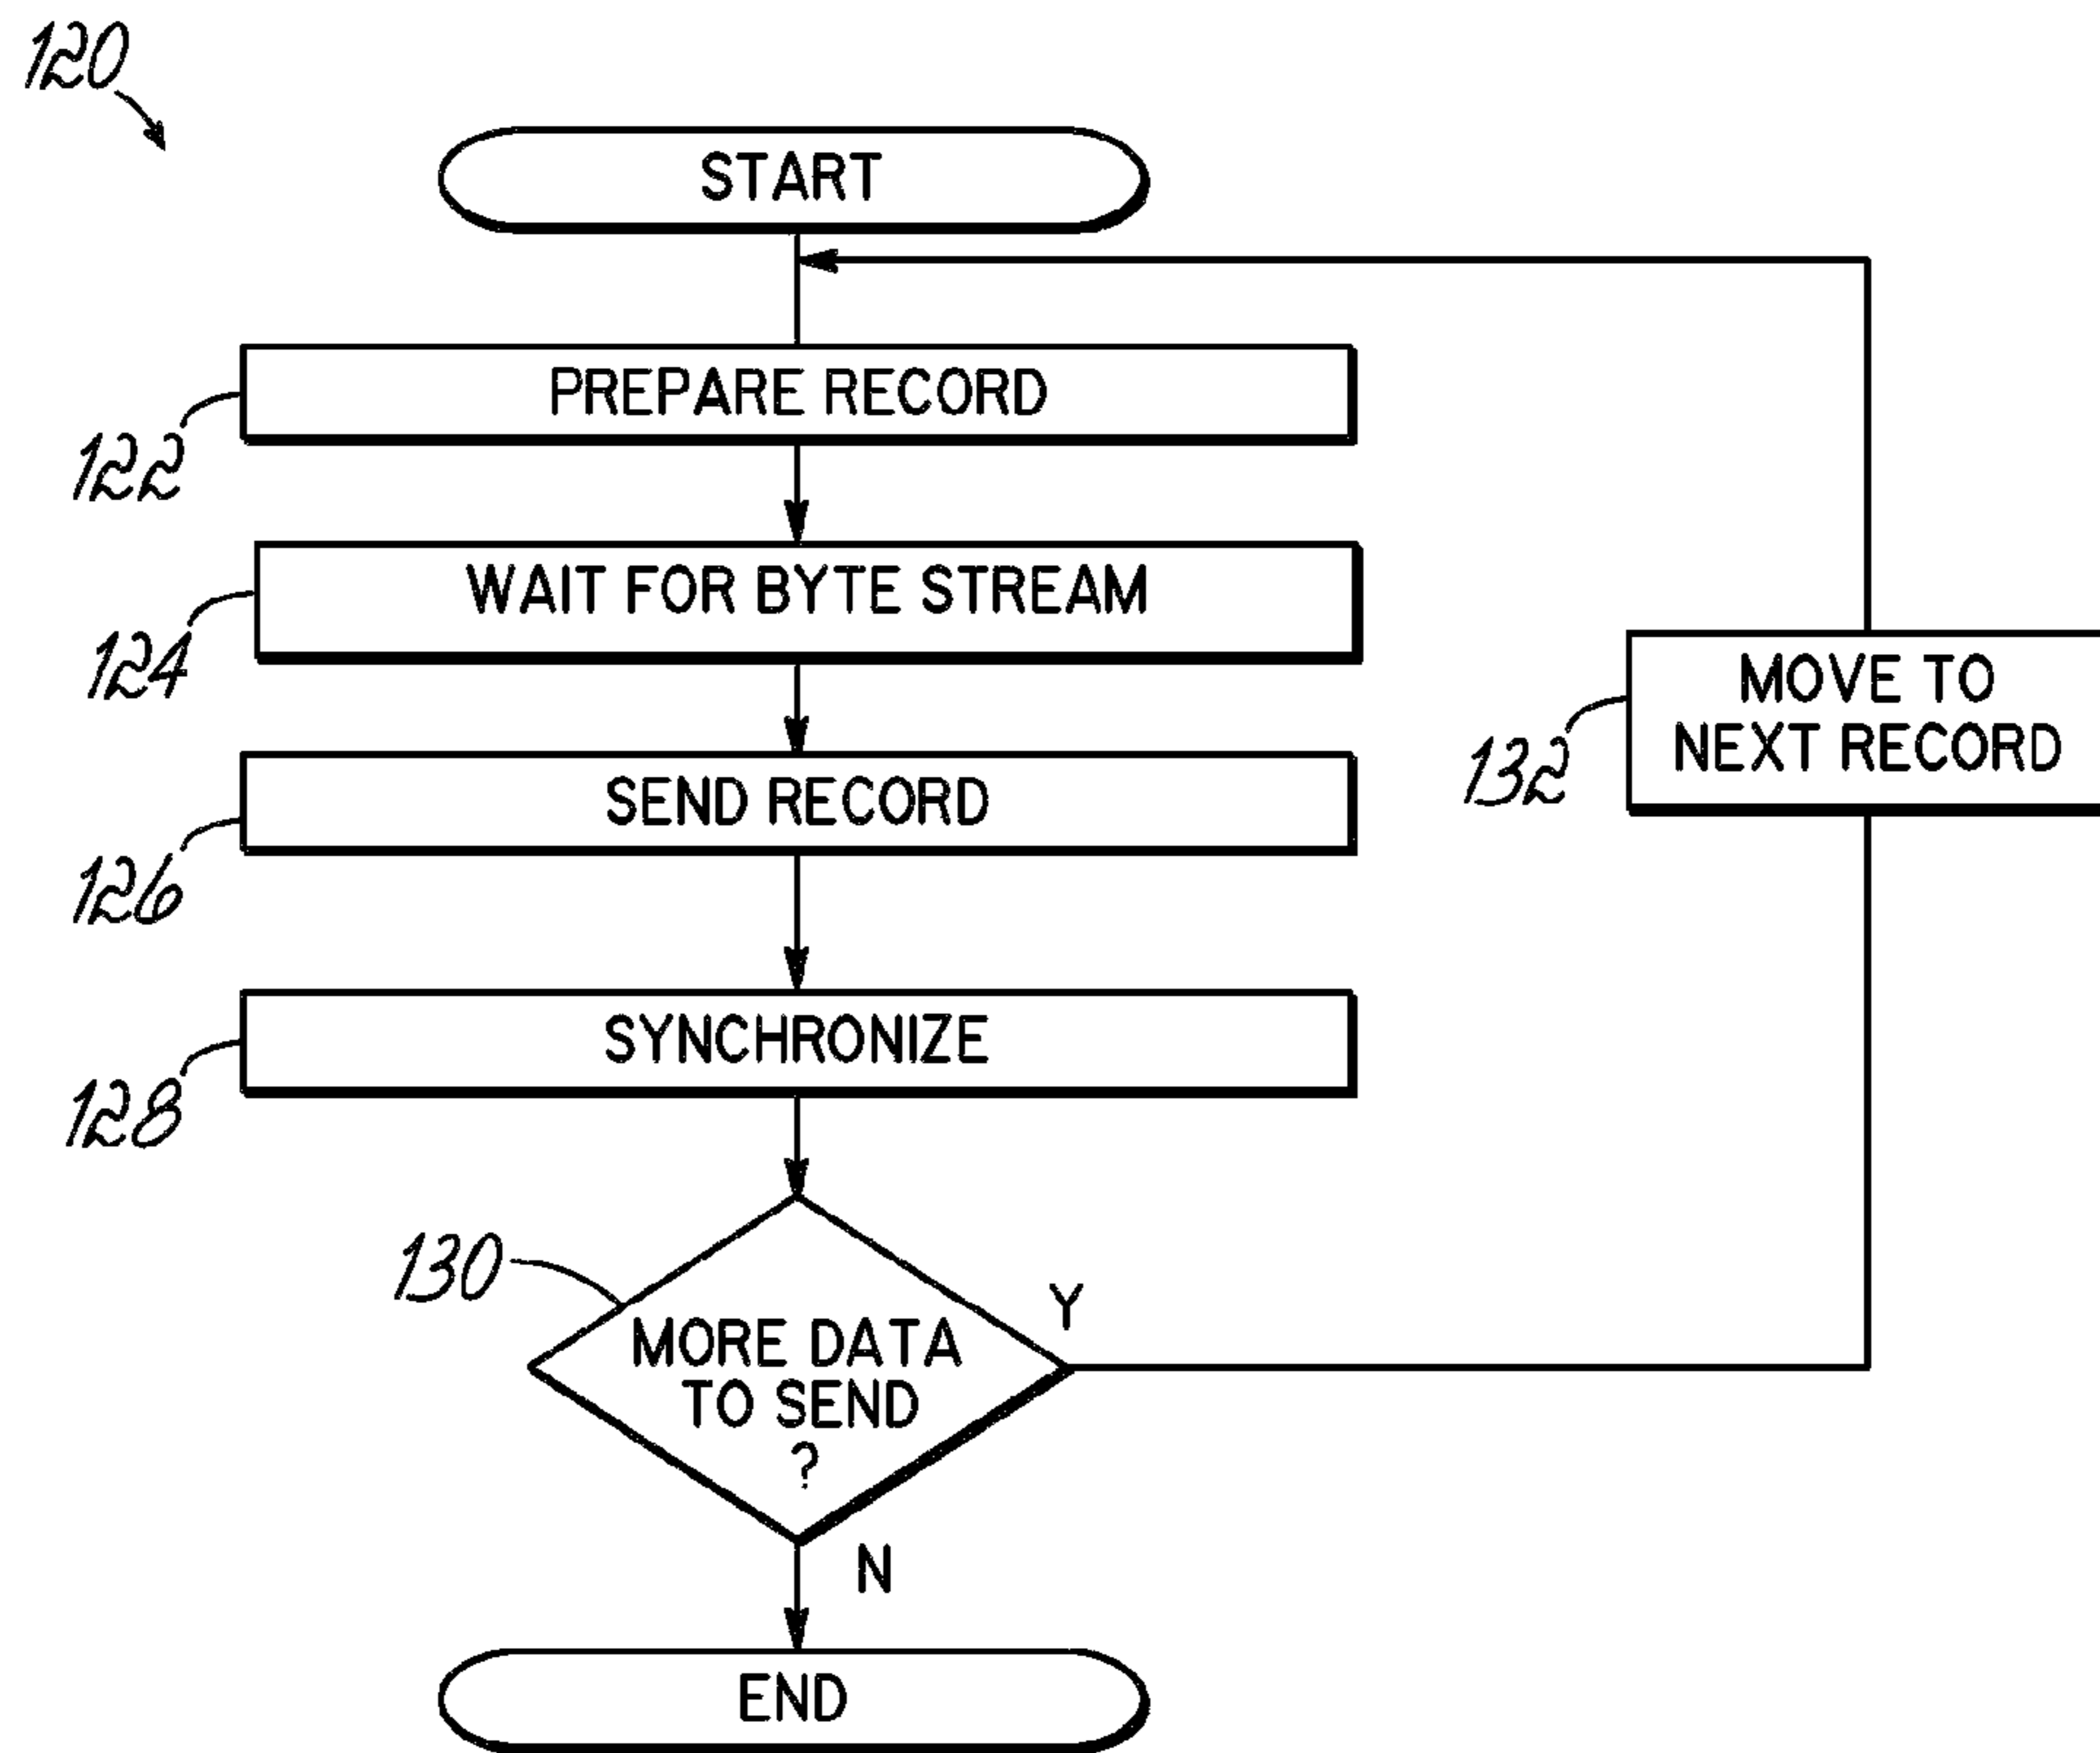 120
START
PREPARE RECORD
122
WAIT FOR BYTE STREAM
124
MOVE TO
NEXT RECORD
132
SEND RECORD
126
SYNCHRONIZE
128
130
MORE DATA
TO SEND
?
Y
N
END